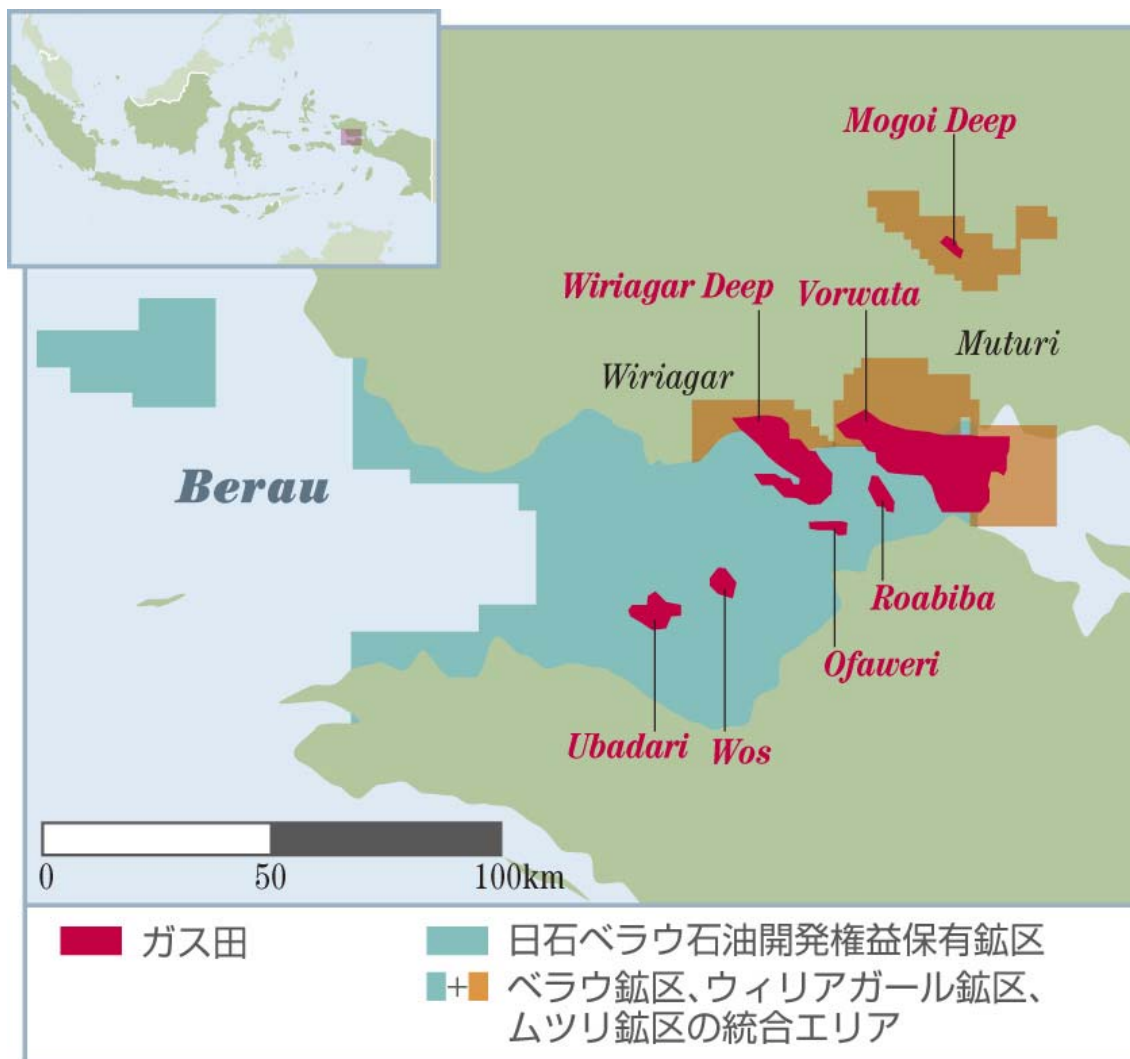 Mogoi Deep
Wiriagar Deep
Vorwata
Muturi
Wiriagar
Berau
Roabiba
Ofaweri
Ubadari
Wos
0
50
100km
ガス田
日石ベラウ石油開発権益保有鉱区
+
ベラウ鉱区、ウィリアガール鉱区、
ムツリ鉱区の統合エリア